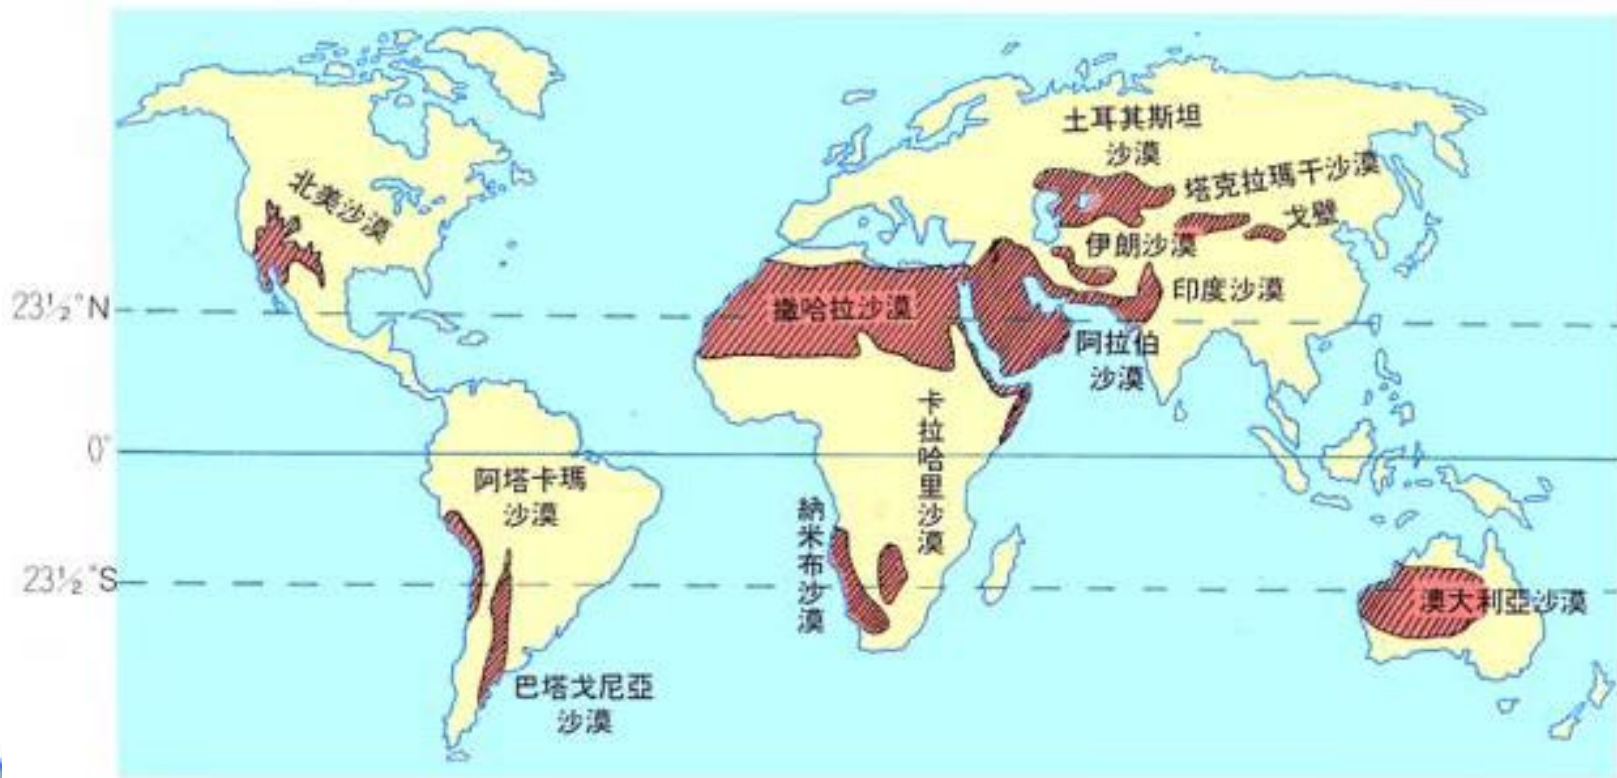 土耳其斯坦
沙漠
塔克拉瑪干沙漠
戈壁
北美沙漠
伊朗沙漠
印度沙漠
23½°N
撒哈拉沙漠
阿拉伯
沙漠
卡拉哈里沙漠
0°
阿塔卡瑪
沙漠
納米布沙漠
23½°S
澳大利亞沙漠
巴塔戈尼亞
沙漠